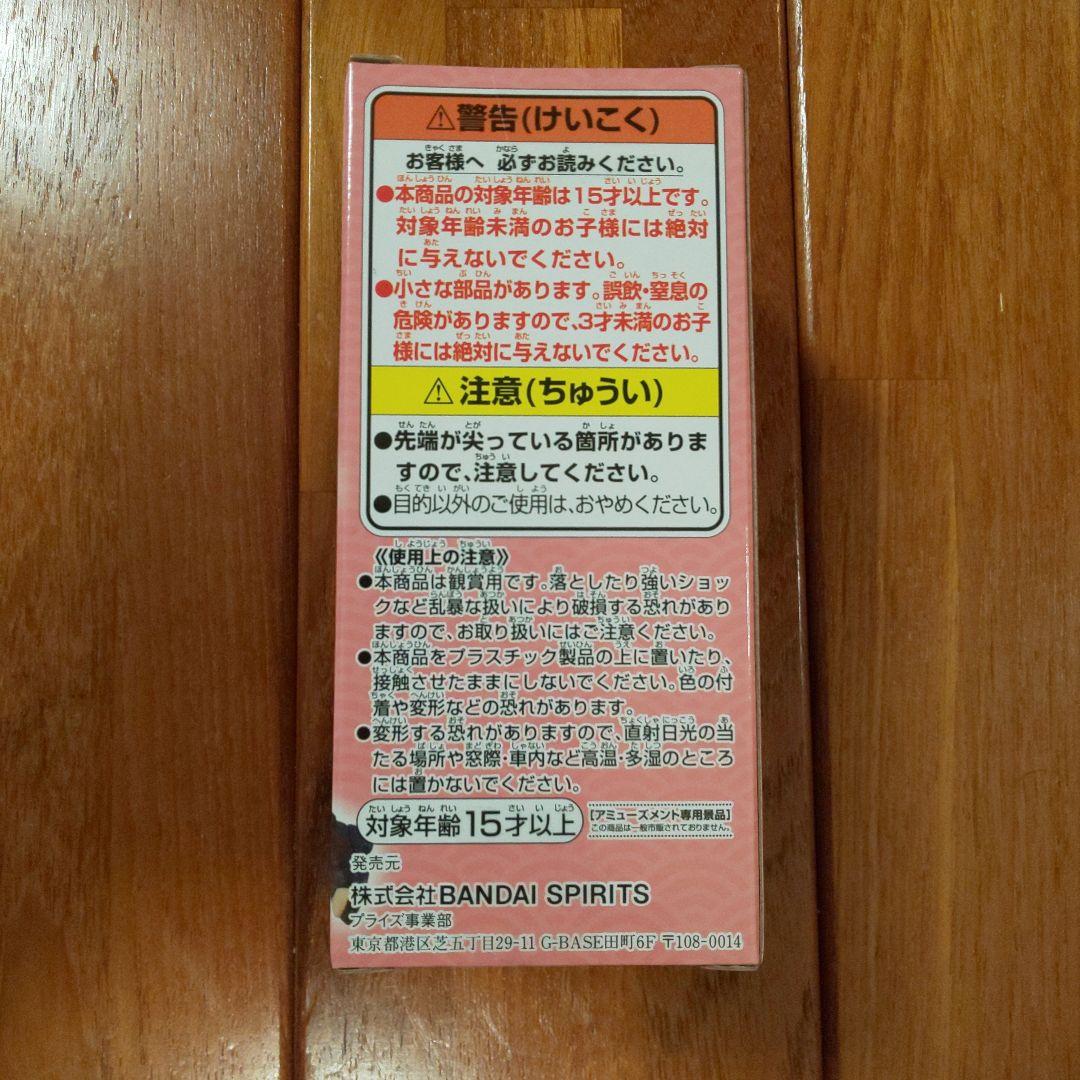 ⚠警告(けいこく)
お客様へ 必ずお読みください。
●本商品の対象年齢は15才以上です。
対象年齢未満のお子様には絶対
に与えないでください。
●小さな部品があります。誤飲・窒息の
危険がありますので、3才未満のお子
様には絶対に与えないでください。
⚠注意(ちゅうい)
●先端が尖っている箇所がありま
すので、注意してください。
●目的以外のご使用は、おやめください。
《使用上の注意》
●本商品は観賞用です。落としたり強いショッ
クなど乱暴な扱いにより破損する恐れがあり
ますので、お取り扱いにはご注意ください。
●本商品をプラスチック製品の上に置いたり、
接触させたままにしないでください。色の付
着や変形などの恐れがあります。
●変形する恐れがありますので、直射日光の当
たる場所や窓際・車内など高温・多湿のところ
には置かないでください。
対象年齢15才以上
【アミューズメント専用景品】
この商品は一般市販されておりません。
発売元
株式会社BANDAI SPIRITS
プライズ事業部
東京都港区芝五丁目29-11 G-BASE田町6F 〒108-0014